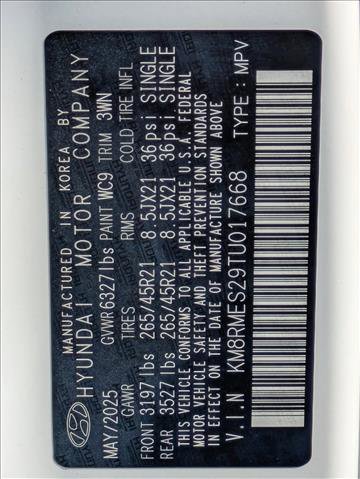 MANUFACTURED IN KOREA BY
HYUNDAI MOTOR COMPANY
MAY/2025 GVWR 6327lbs PAINT WC9 TRIM 3WN
GAWR TIRES RIMS COLD TIRE INFL
FRONT 3197lbs 265/45R21 8.5JX21 36psi SINGLE
REAR 3527lbs 265/45R21 8.5JX21 36psi SINGLE
THIS VEHICLE CONFORMS TO ALL APPLICABLE U.S.A. FEDERAL
MOTOR VEHICLE SAFETY AND THEFT PREVENTION STANDARDS
IN EFFECT ON THE DATE OF MANUFACTURE SHOWN ABOVE
V.I.N KM8RMES29TU017668 TYPE: MPV